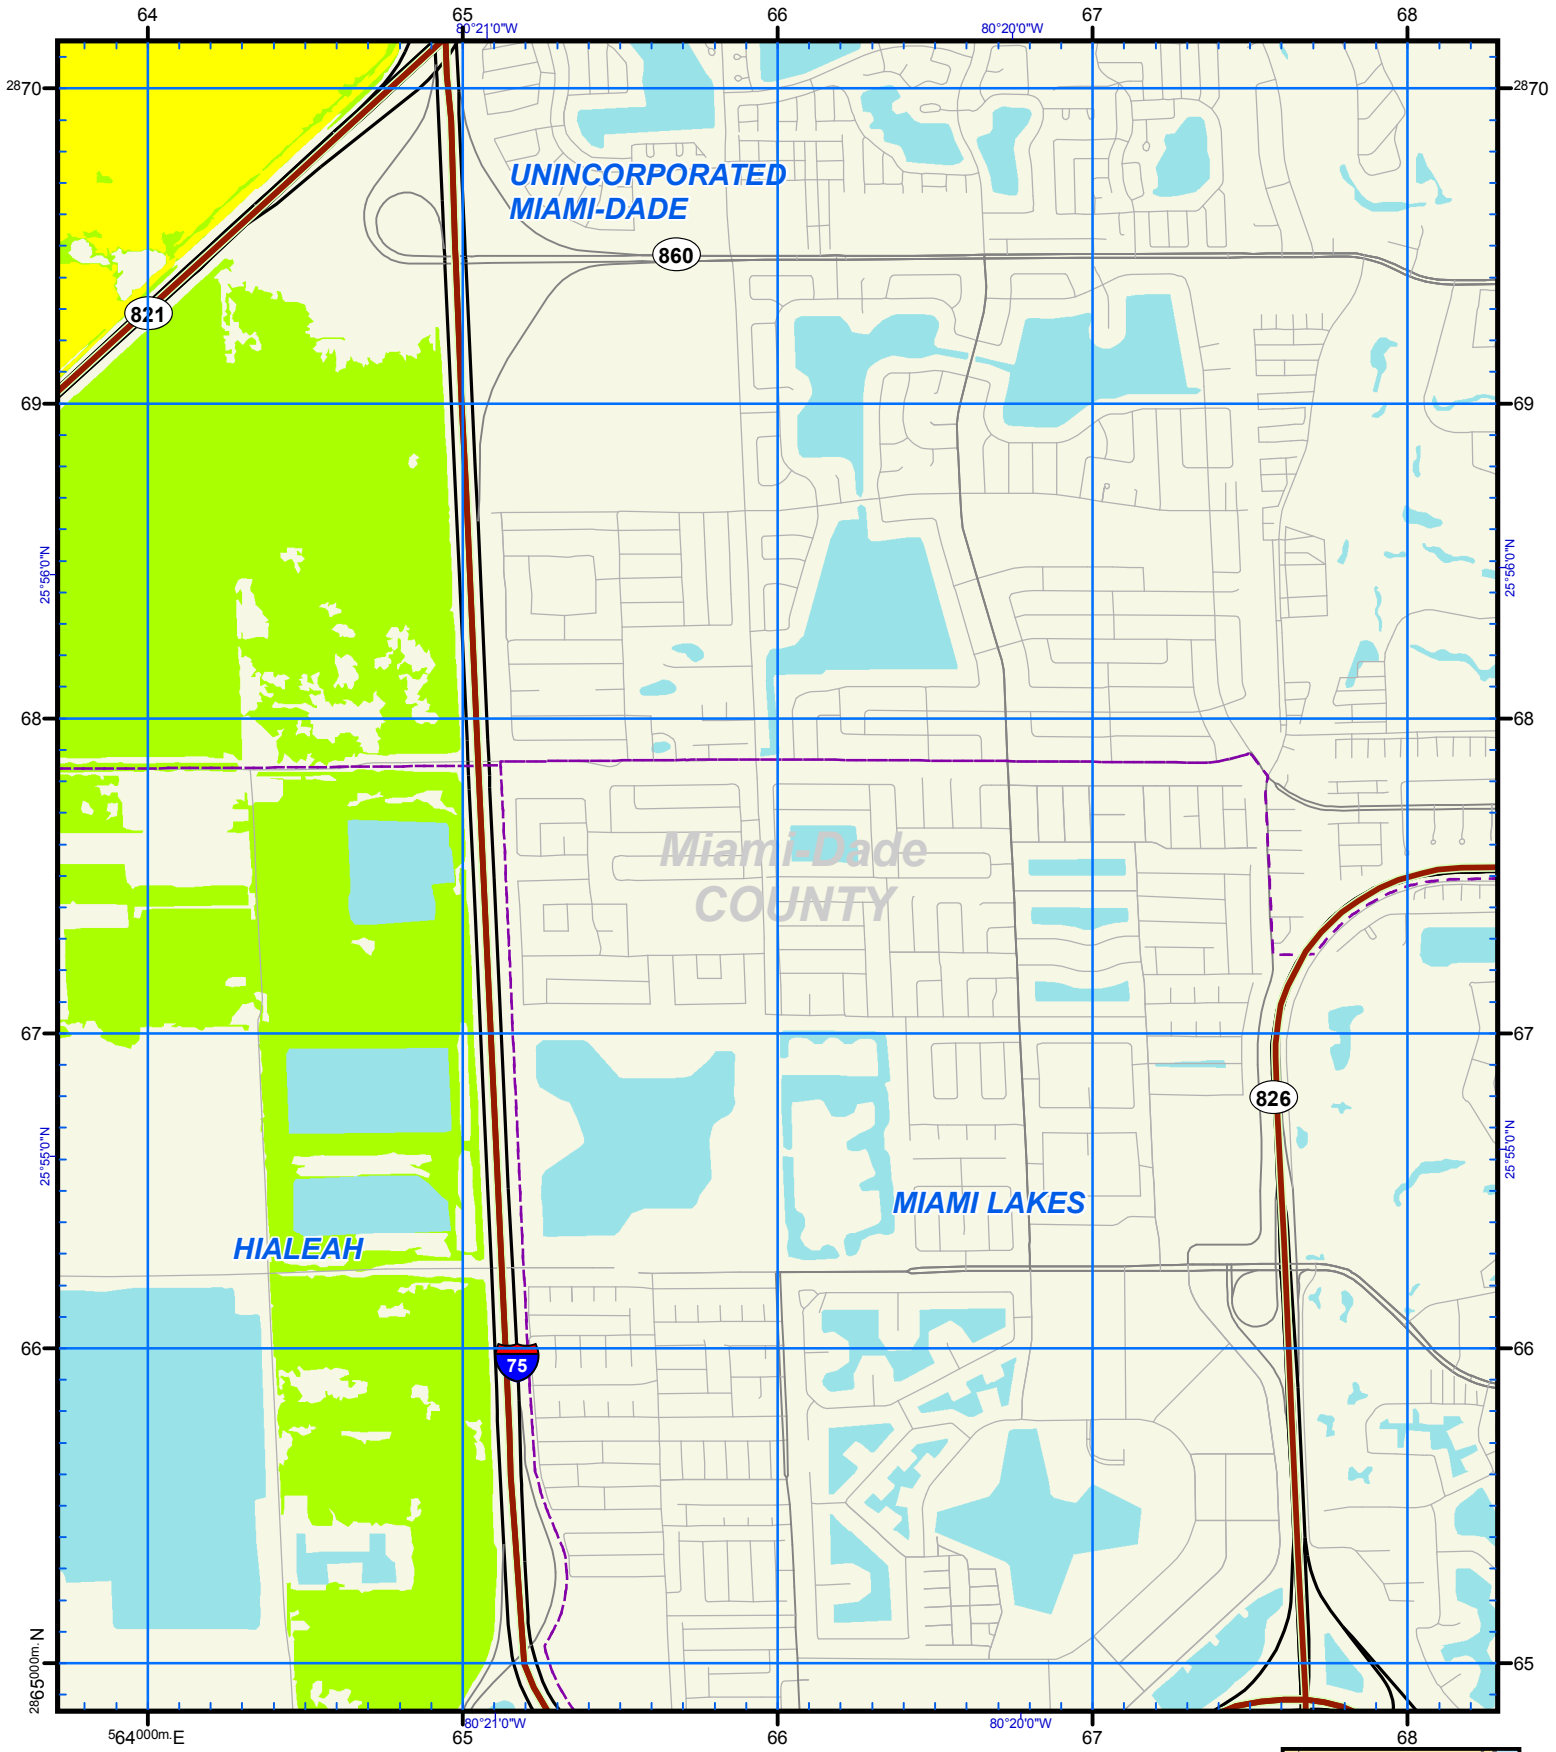 64 65 66 67 68
80°21'0"W 80°20'0"W
²⁸70 ²⁸70
UNINCORPORATED
MIAMI-DADE
860
821
69 69
25°56'0"N 25°56'0"N
68 68
Miami-Dade
COUNTY
67 67
826
25°55'0"N 25°55'0"N
MIAMI LAKES
HIALEAH
66 66
75
²⁸65⁰⁰⁰ᵐ· N 65
80°21'0"W 80°20'0"W
⁵64⁰⁰⁰ᵐ· E 65 66 67 68